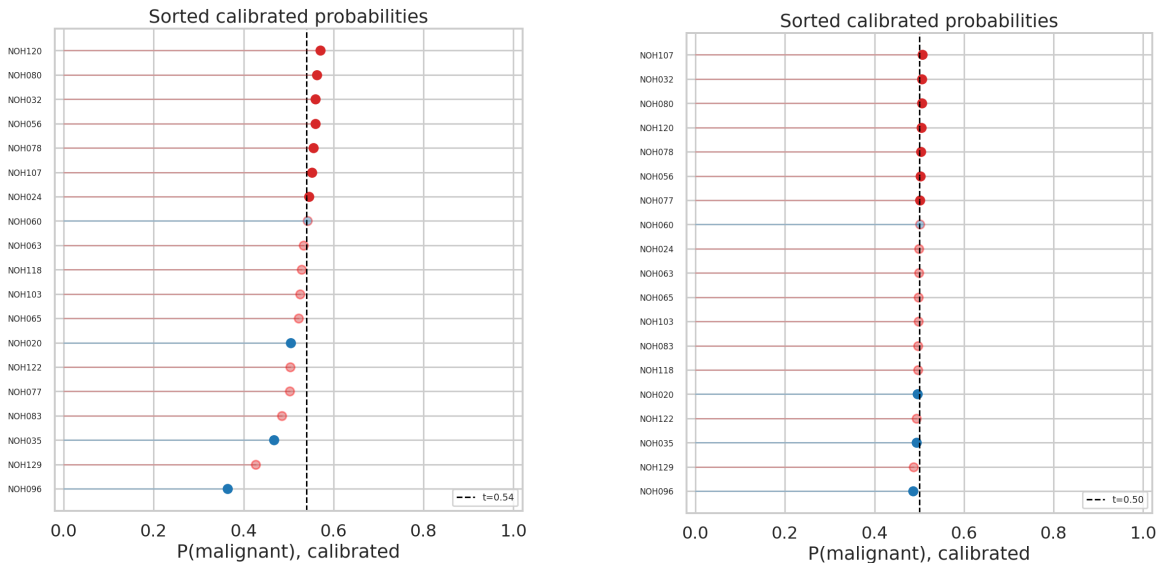 Sorted calibrated probabilities
NOH120
NOH080
NOH032
NOH056
NOH078
NOH107
NOH024
NOH060
NOH063
NOH118
NOH103
NOH065
NOH020
NOH122
NOH077
NOH083
NOH035
NOH129
NOH096
t=0.54
0.0 0.2 0.4 0.6 0.8 1.0
P(malignant), calibrated
Sorted calibrated probabilities
NOH107
NOH032
NOH080
NOH120
NOH078
NOH056
NOH077
NOH060
NOH024
NOH063
NOH065
NOH103
NOH083
NOH118
NOH020
NOH122
NOH035
NOH129
NOH096
t=0.50
0.0 0.2 0.4 0.6 0.8 1.0
P(malignant), calibrated